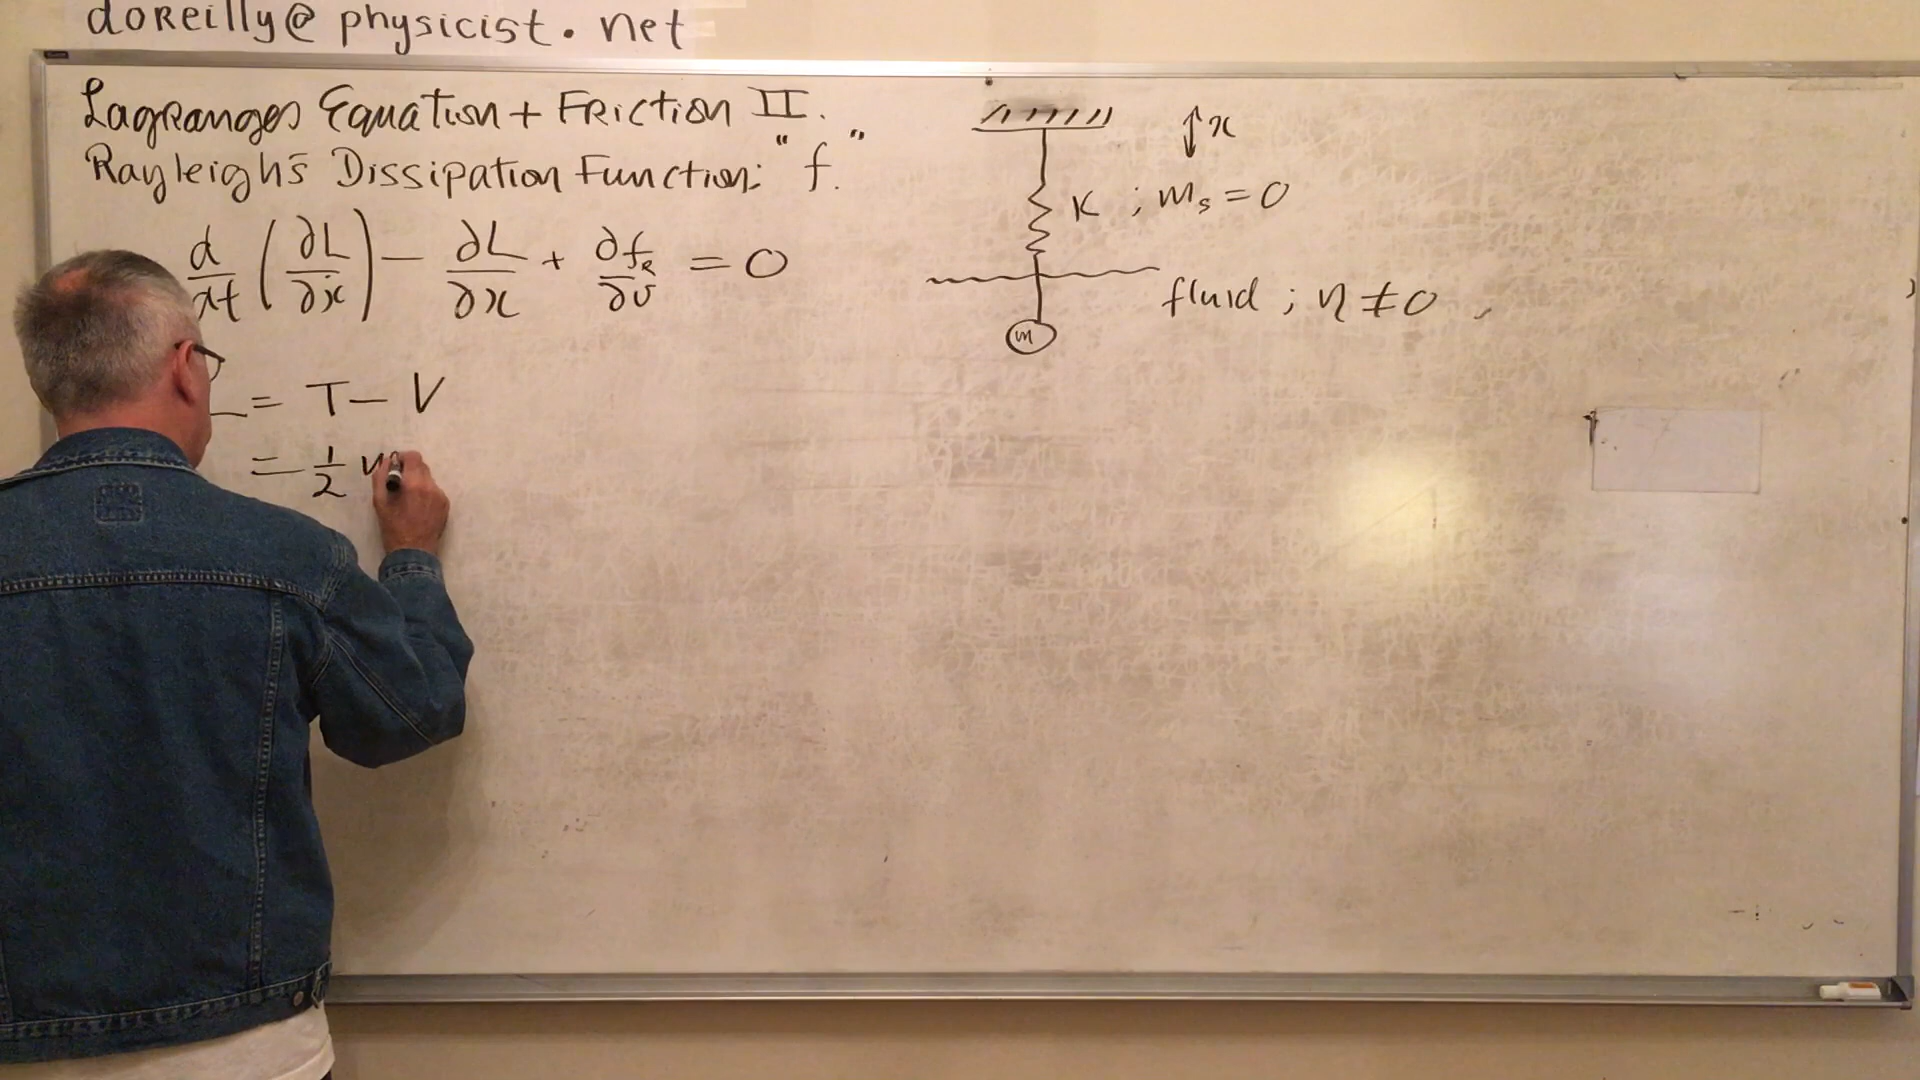 doreilly@physicist.net
Lagranges Equation + Friction II.
Rayleigh's Dissipation Function: "f."
d/dt (∂L/∂ẋ) - ∂L/∂x + ∂f_R/∂v = 0
= T - V
= 1/2 m
x
K ; m_s = 0
fluid ; η ≠ 0
m